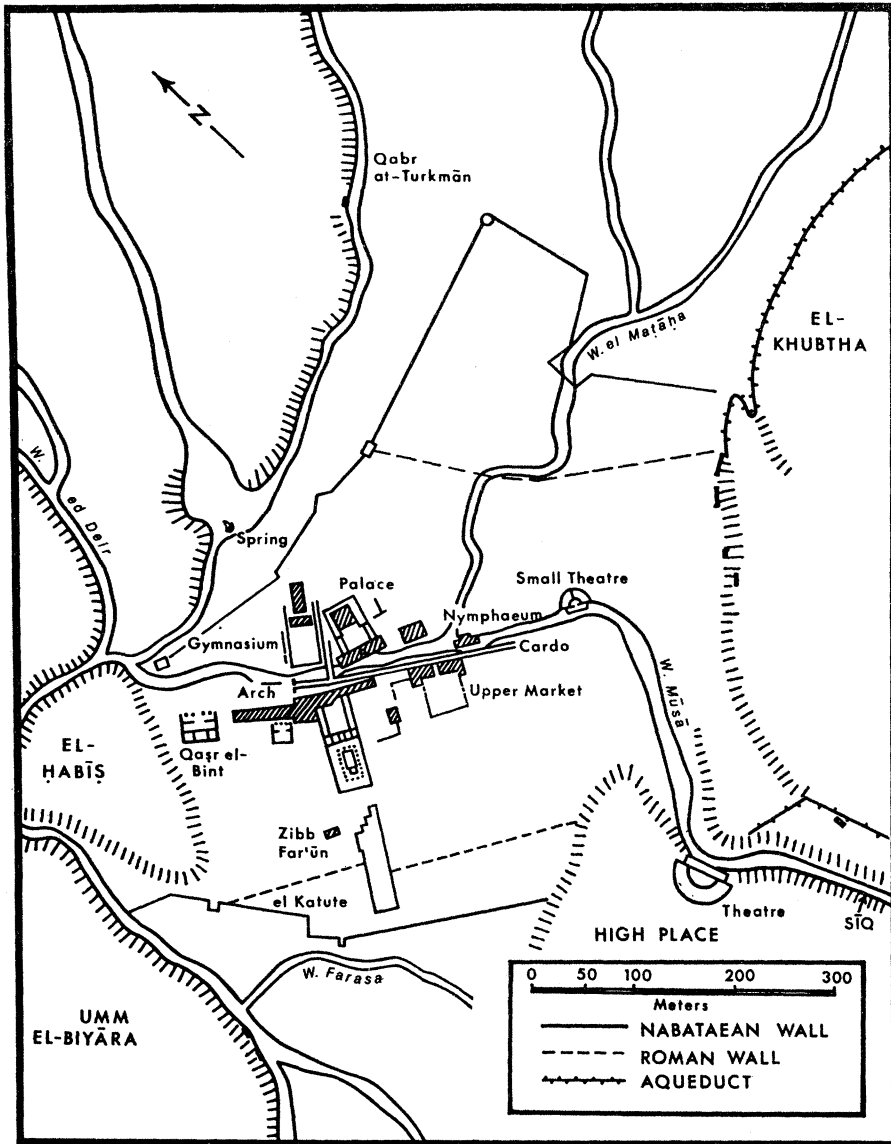 N
Qabr
at-Turkmān
EL-
KHUBTHA
W. el Maṭāḥa
W.
ed Deir
Spring
Palace
Small Theatre
Nymphaeum
Gymnasium
Cardo
Arch
Upper Market
W. Mūsā
EL-
ḤABĪṢ
Qaṣr el-
Bint
Zibb
Far'ūn
el Katute
Theatre
SĪQ
HIGH PLACE
W. Farasa
UMM
EL-BIYĀRA
0 50 100 200 300
Meters
NABATAEAN WALL
ROMAN WALL
AQUEDUCT